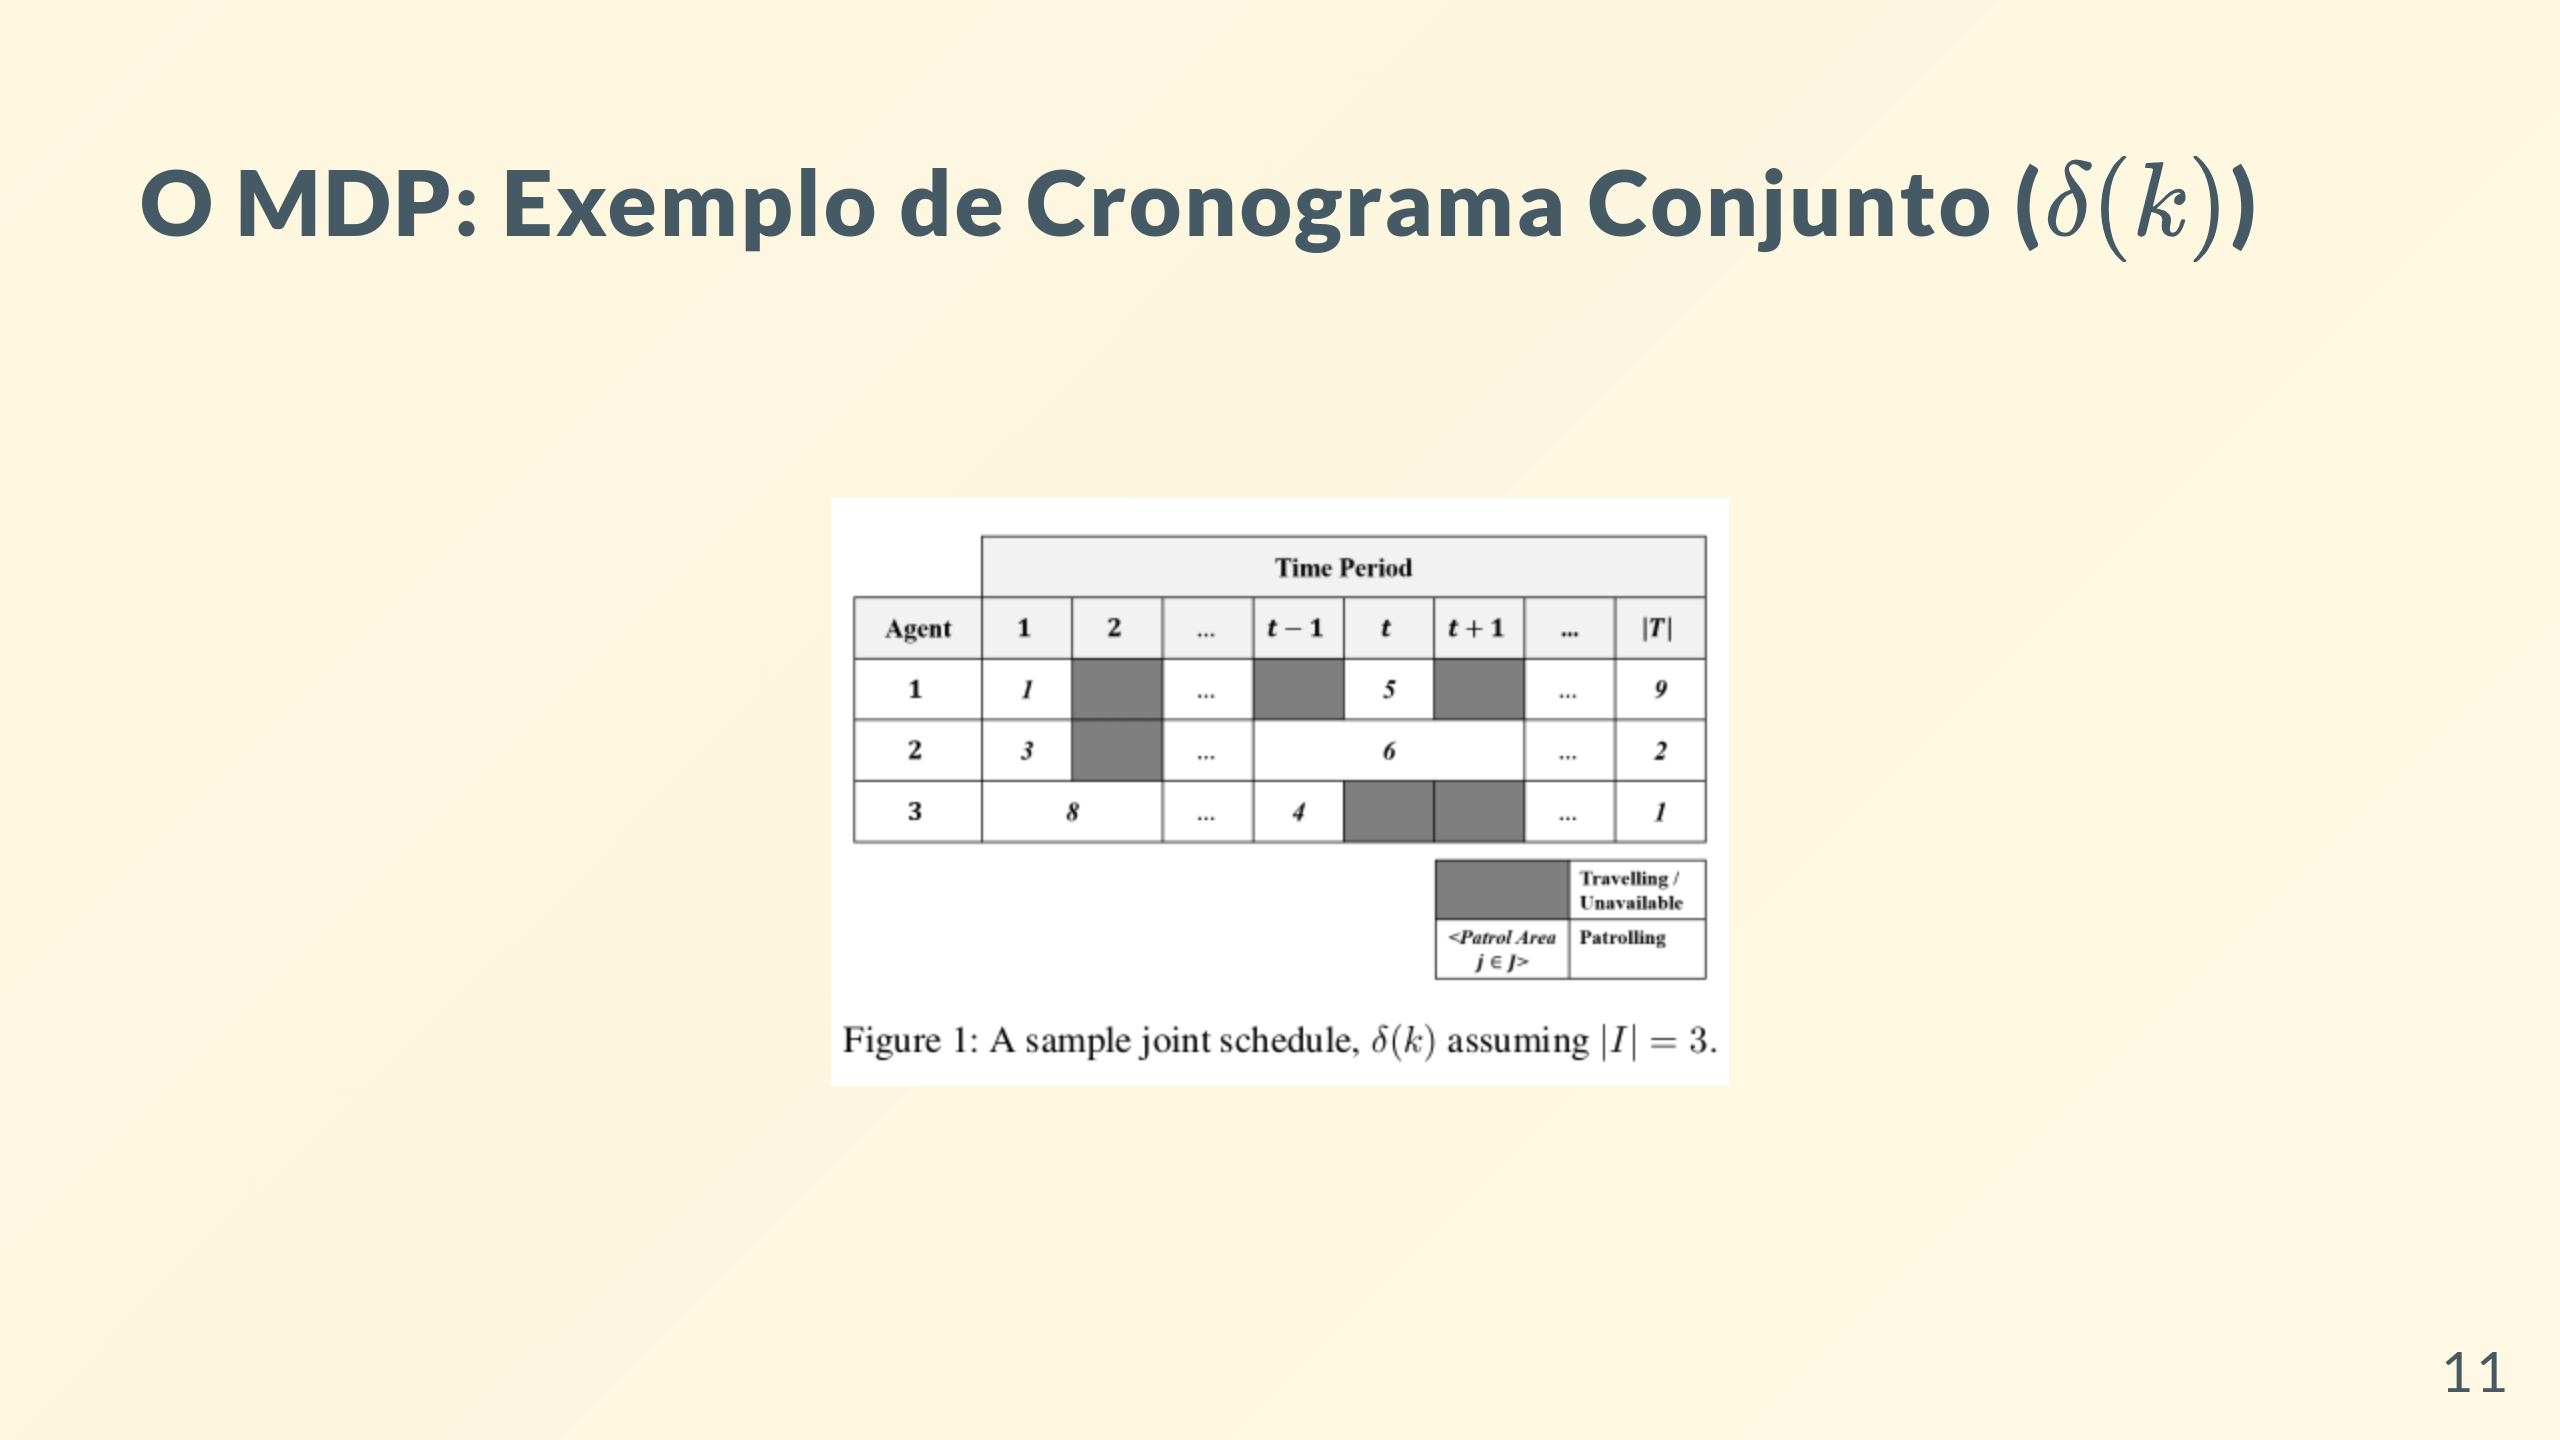 O MDP: Exemplo de Cronograma Conjunto (δ(k))
Time Period
Agent 1 2 ... t − 1 t t + 1 ... |T|
1 1 ... 5 ... 9
2 3 ... 6 ... 2
3 8 ... 4 ... 1
Travelling /
Unavailable
<Patrol Area Patrolling
j ∈ J>
Figure 1: A sample joint schedule, δ(k) assuming |I| = 3.
11